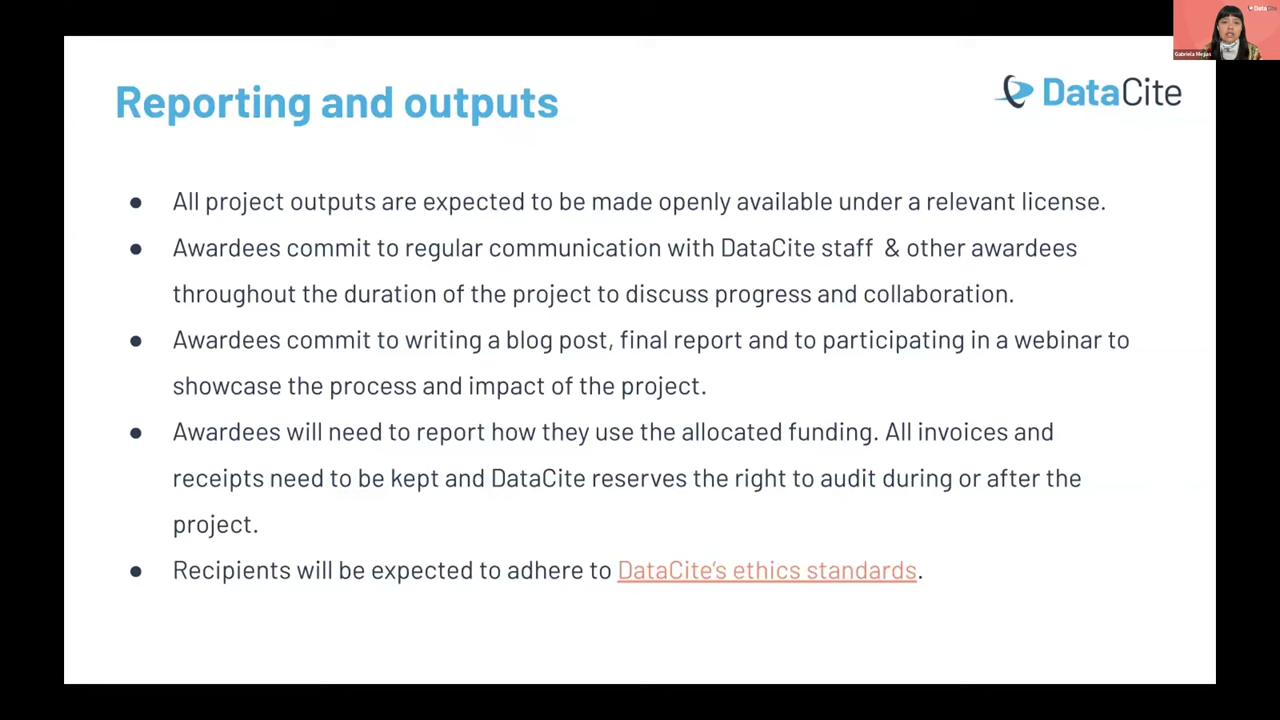 DataCite
Gabriela Mejias
Reporting and outputs
DataCite
● All project outputs are expected to be made openly available under a relevant license.
● Awardees commit to regular communication with DataCite staff & other awardees
throughout the duration of the project to discuss progress and collaboration.
● Awardees commit to writing a blog post, final report and to participating in a webinar to
showcase the process and impact of the project.
● Awardees will need to report how they use the allocated funding. All invoices and
receipts need to be kept and DataCite reserves the right to audit during or after the
project.
● Recipients will be expected to adhere to DataCite's ethics standards.